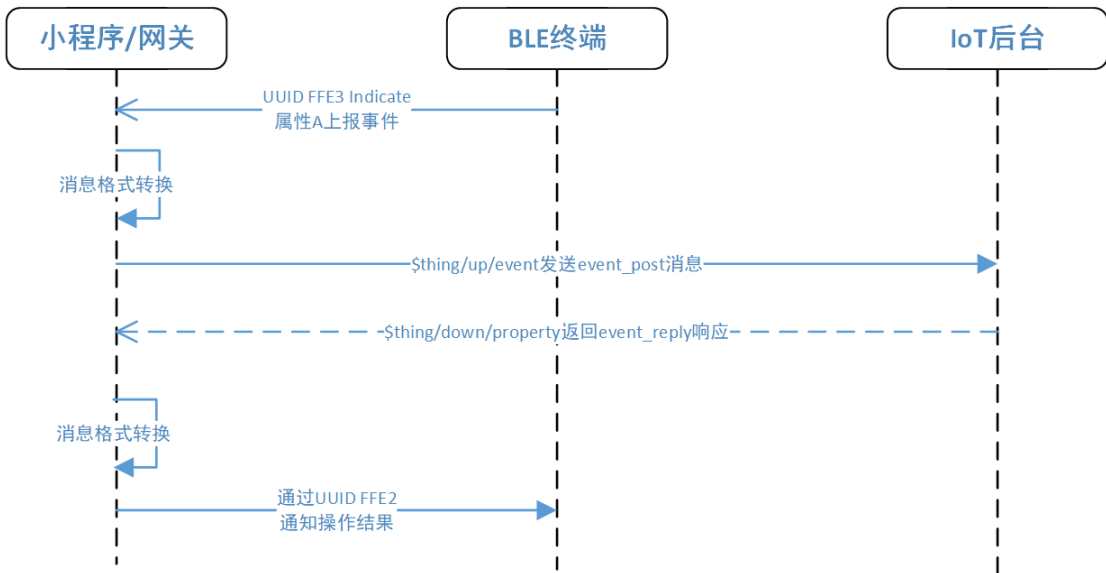 小程序/网关
BLE终端
IoT后台
UUID FFE3 Indicate
属性A上报事件
消息格式转换
$thing/up/event发送event_post消息
$thing/down/property返回event_reply响应
消息格式转换
通过UUID FFE2
通知操作结果